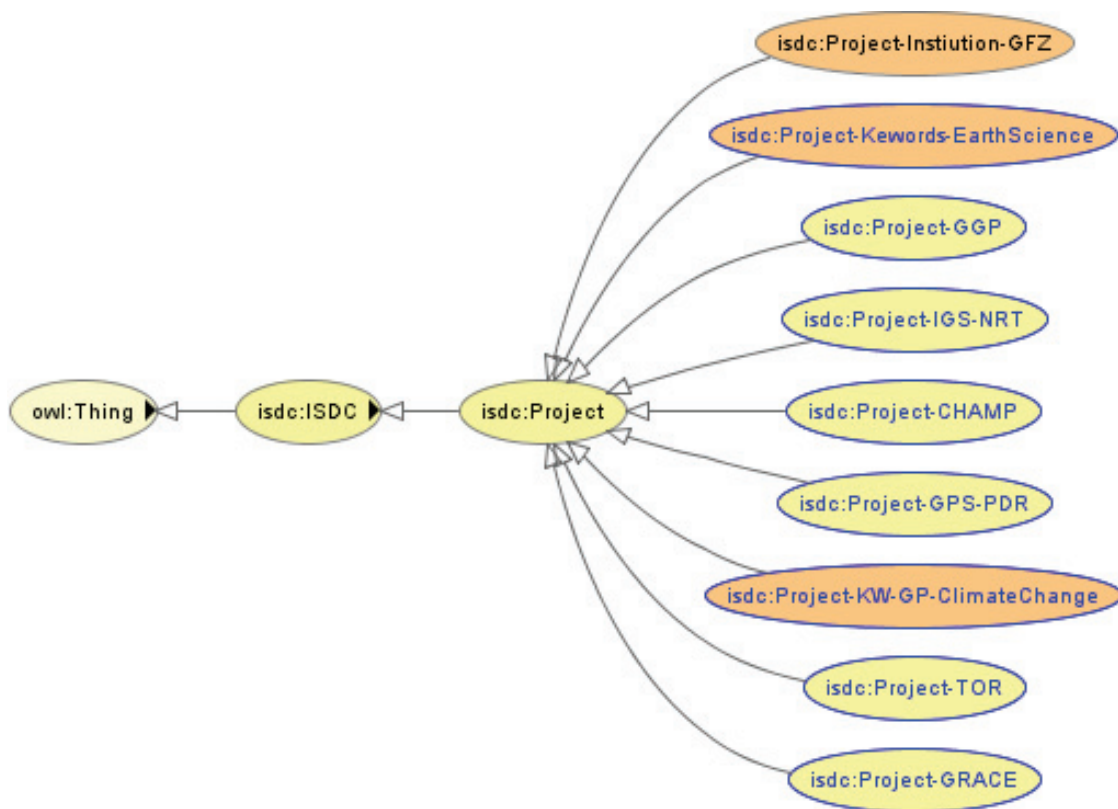 isdc:Project-Instiution-GFZ
isdc:Project-Kewords-EarthScience
isdc:Project-GGP
isdc:Project-IGS-NRT
owl:Thing
isdc:ISDC
isdc:Project
isdc:Project-CHAMP
isdc:Project-GPS-PDR
isdc:Project-KW-GP-ClimateChange
isdc:Project-TOR
isdc:Project-GRACE